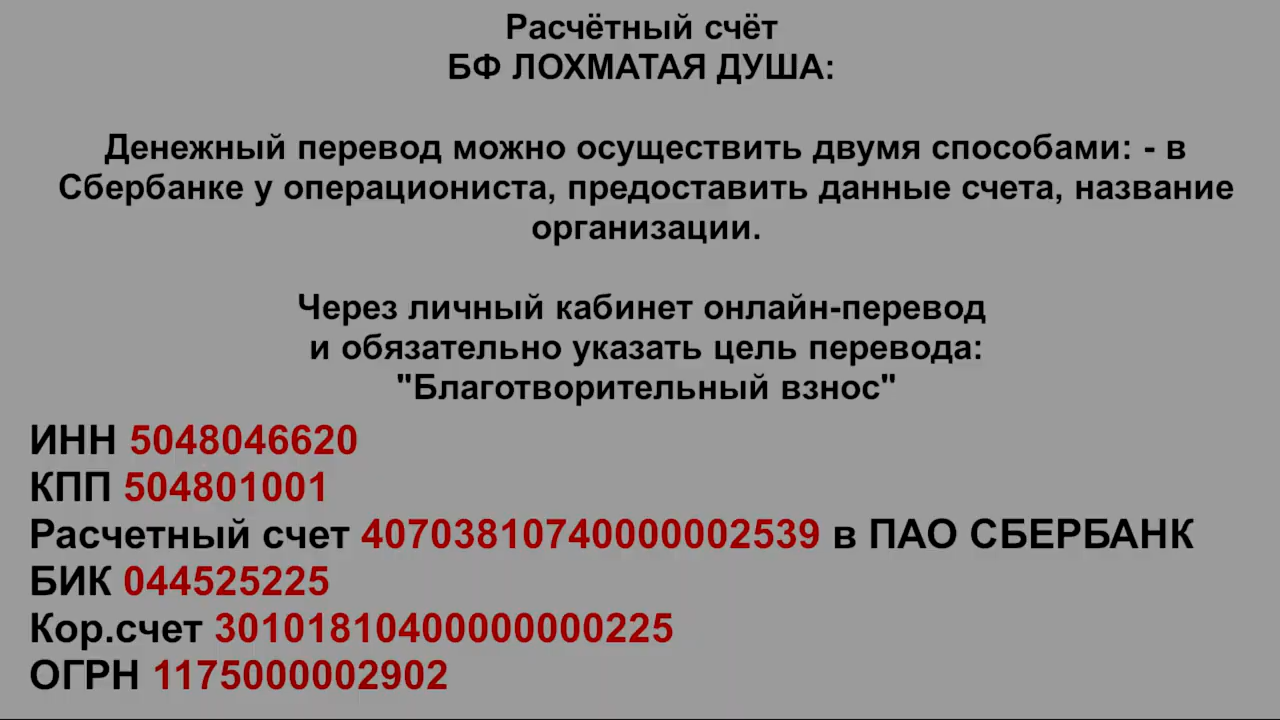 Расчётный счёт
БФ ЛОХМАТАЯ ДУША:
Денежный перевод можно осуществить двумя способами: - в
Сбербанке у операциониста, предоставить данные счета, название
организации.
Через личный кабинет онлайн-перевод
и обязательно указать цель перевода:
"Благотворительный взнос"
ИНН 5048046620
КПП 504801001
Расчетный счет 40703810740000002539 в ПАО СБЕРБАНК
БИК 044525225
Кор.счет 30101810400000000225
ОГРН 1175000002902